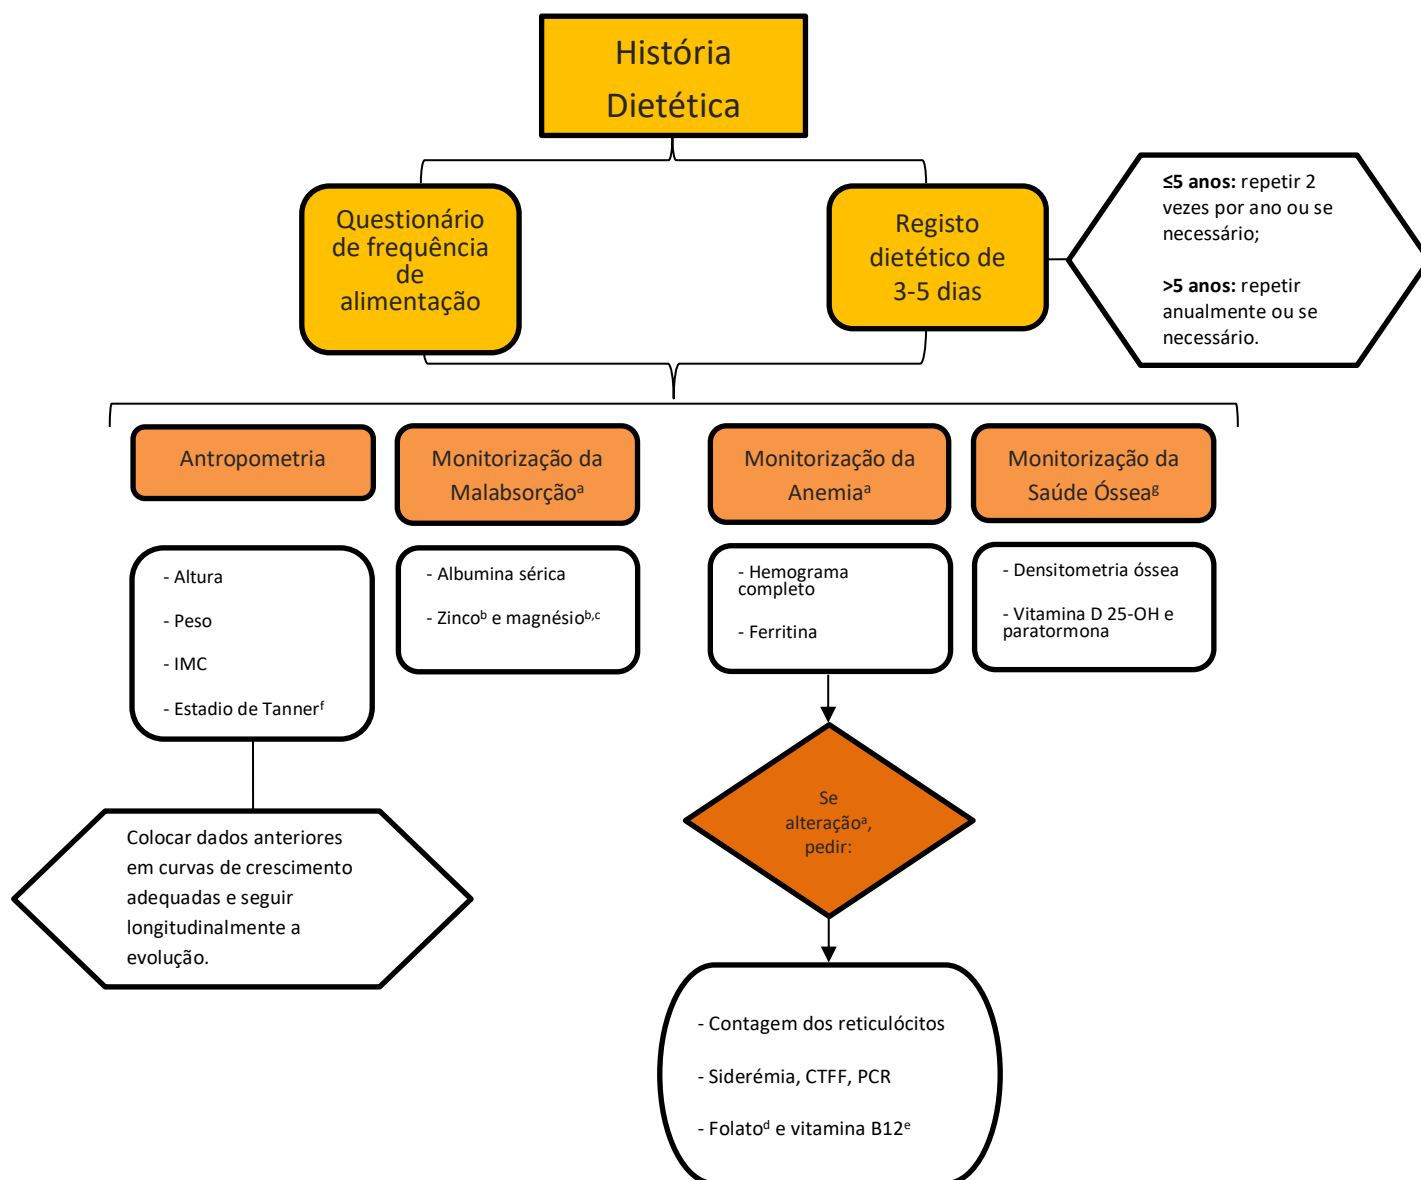 História
Dietética
Questionário
de frequência
de
alimentação
Registo
dietético de
3-5 dias
≤5 anos: repetir 2
vezes por ano ou se
necessário;
>5 anos: repetir
anualmente ou se
necessário.
Antropometria
Monitorização da
Malabsorçãoᵃ
Monitorização da
Anemiaᵃ
Monitorização da
Saúde Ósseaᵍ
- Altura
- Peso
- IMC
- Estadio de Tannerᶠ
- Albumina sérica
- Zincoᵇ e magnésioᵇ,ᶜ
- Hemograma
completo
- Ferritina
- Densitometria óssea
- Vitamina D 25-OH e
paratormona
Colocar dados anteriores
em curvas de crescimento
adequadas e seguir
longitudinalmente a
evolução.
Se
alteraçãoᵃ,
pedir:
- Contagem dos reticulócitos
- Siderémia, CTFF, PCR
- Folatoᵈ e vitamina B12ᵉ